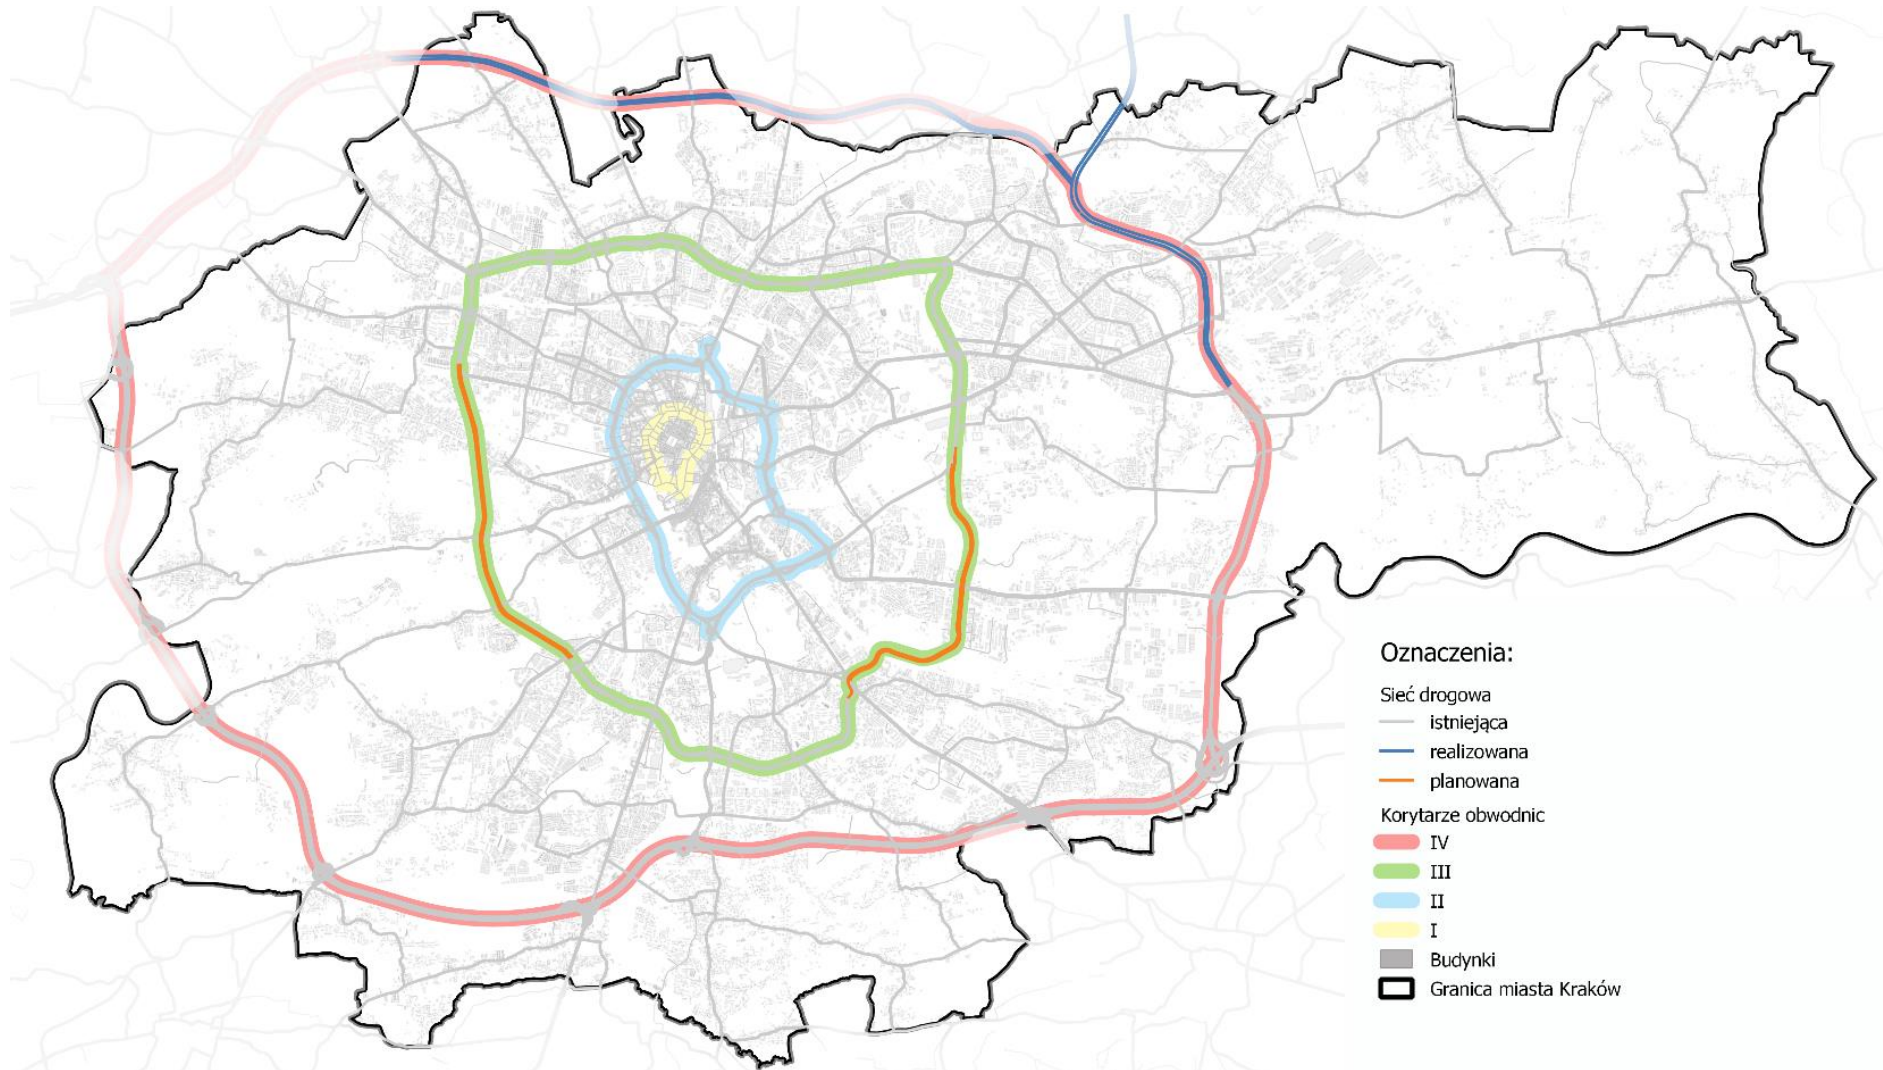 Oznaczenia:
Sieć drogowa
istniejąca
realizowana
planowana
Korytarze obwodnic
IV
III
II
I
Budynki
Granica miasta Kraków